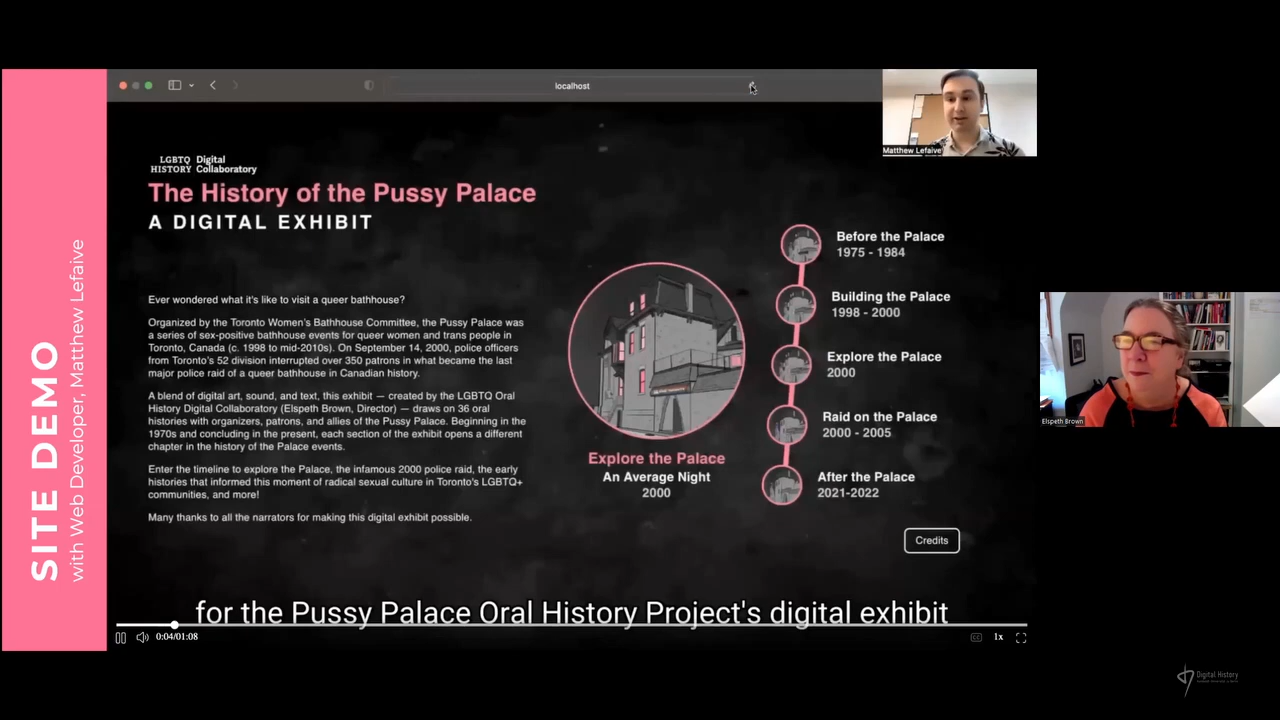 SITE DEMO
with Web Developer, Matthew Lefaive
localhost
Matthew Lefaive
LGBTQ Digital
HISTORY Collaboratory
The History of the Pussy Palace
A DIGITAL EXHIBIT
Ever wondered what it's like to visit a queer bathhouse?
Organized by the Toronto Women's Bathhouse Committee, the Pussy Palace was
a series of sex-positive bathhouse events for queer women and trans people in
Toronto, Canada (c. 1998 to mid-2010s). On September 14, 2000, police officers
from Toronto's 52 division interrupted over 350 patrons in what became the last
major police raid of a queer bathhouse in Canadian history.
A blend of digital art, sound, and text, this exhibit — created by the LGBTQ Oral
History Digital Collaboratory (Elspeth Brown, Director) — draws on 36 oral
histories with organizers, patrons, and allies of the Pussy Palace. Beginning in the
1970s and concluding in the present, each section of the exhibit opens a different
chapter in the history of the Palace events.
Enter the timeline to explore the Palace, the infamous 2000 police raid, the early
histories that informed this moment of radical sexual culture in Toronto's LGBTQ+
communities, and more!
Many thanks to all the narrators for making this digital exhibit possible.
Explore the Palace
An Average Night
2000
Before the Palace
1975 - 1984
Building the Palace
1998 - 2000
Explore the Palace
2000
Raid on the Palace
2000 - 2005
After the Palace
2021-2022
Credits
for the Pussy Palace Oral History Project's digital exhibit
0:04/01:08
CC
1x
Elspeth Brown
Digital History